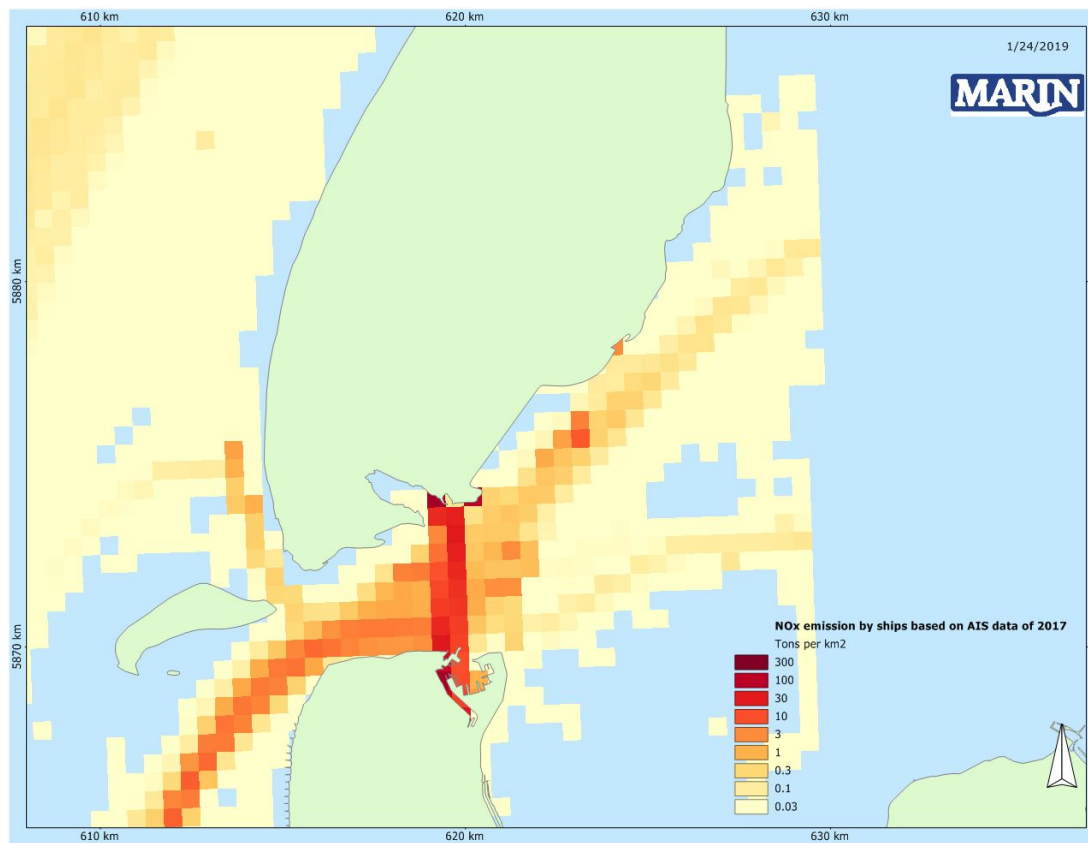 610 km
620 km
630 km
1/24/2019
MARIN
5880 km
5870 km
NOx emission by ships based on AIS data of 2017
Tons per km2
300
100
30
10
3
1
0.3
0.1
0.03
610 km
620 km
630 km